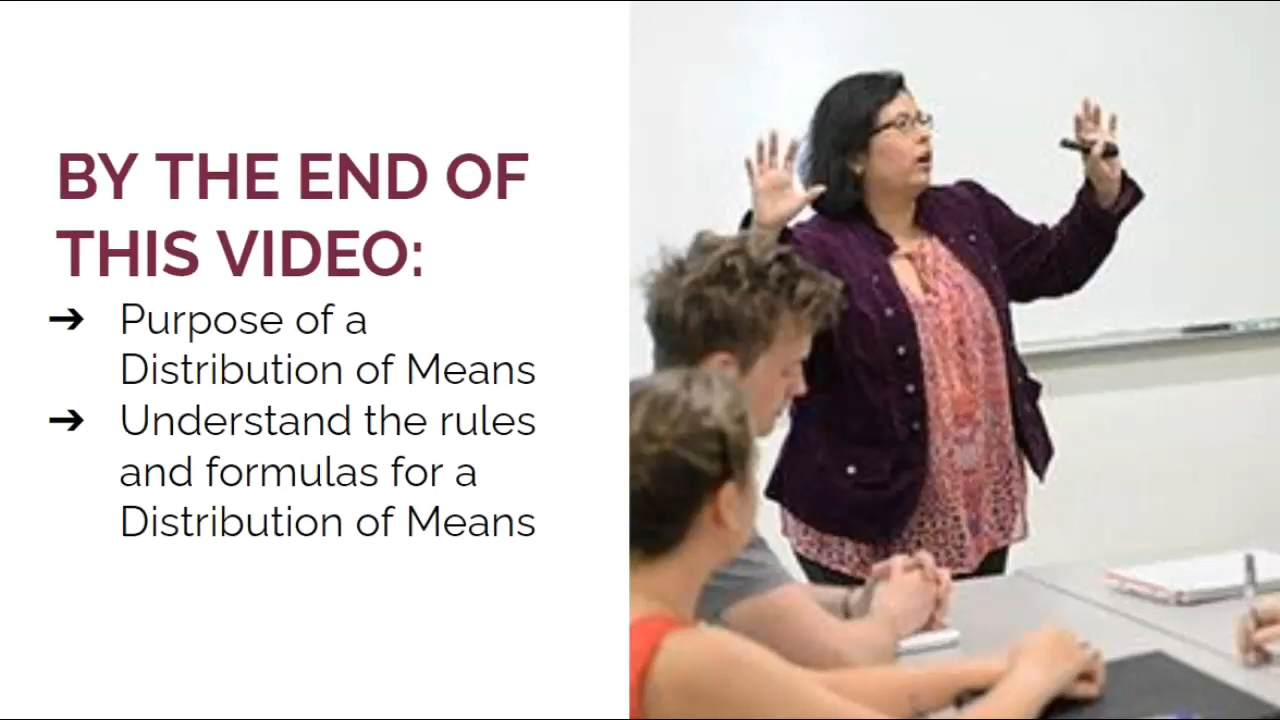 BY THE END OF
THIS VIDEO:
➔ Purpose of a
Distribution of Means
➔ Understand the rules
and formulas for a
Distribution of Means